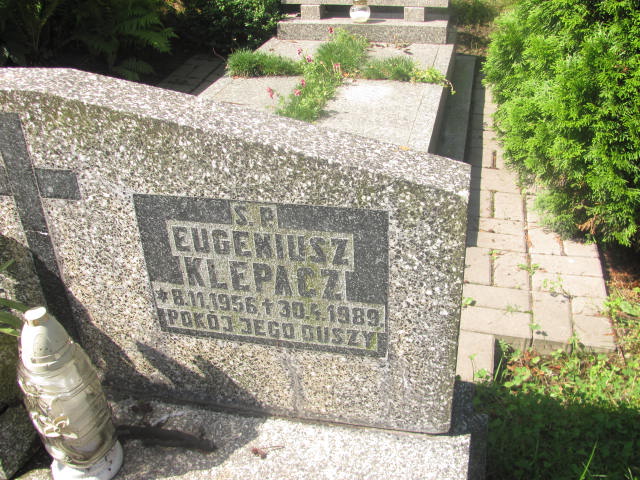 Ś. P.
EUGENIUSZ
KLEPACZ
* 8.11.1956 † 30.4.1989
POKÓJ JEGO DUSZY